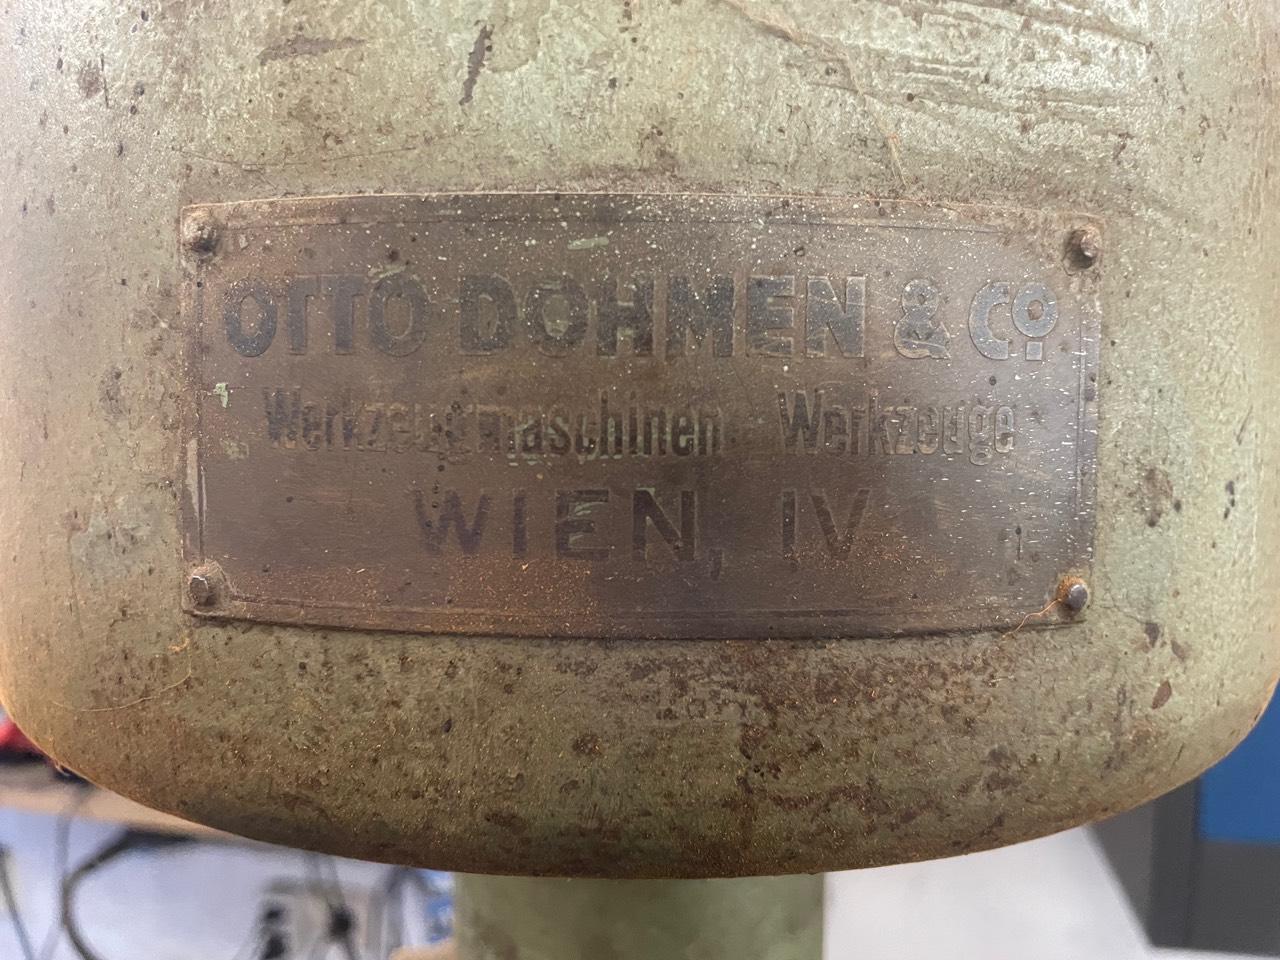 OTTO DOHMEN & Cº.
Werkzeugmaschinen Werkzeuge
WIEN, IV